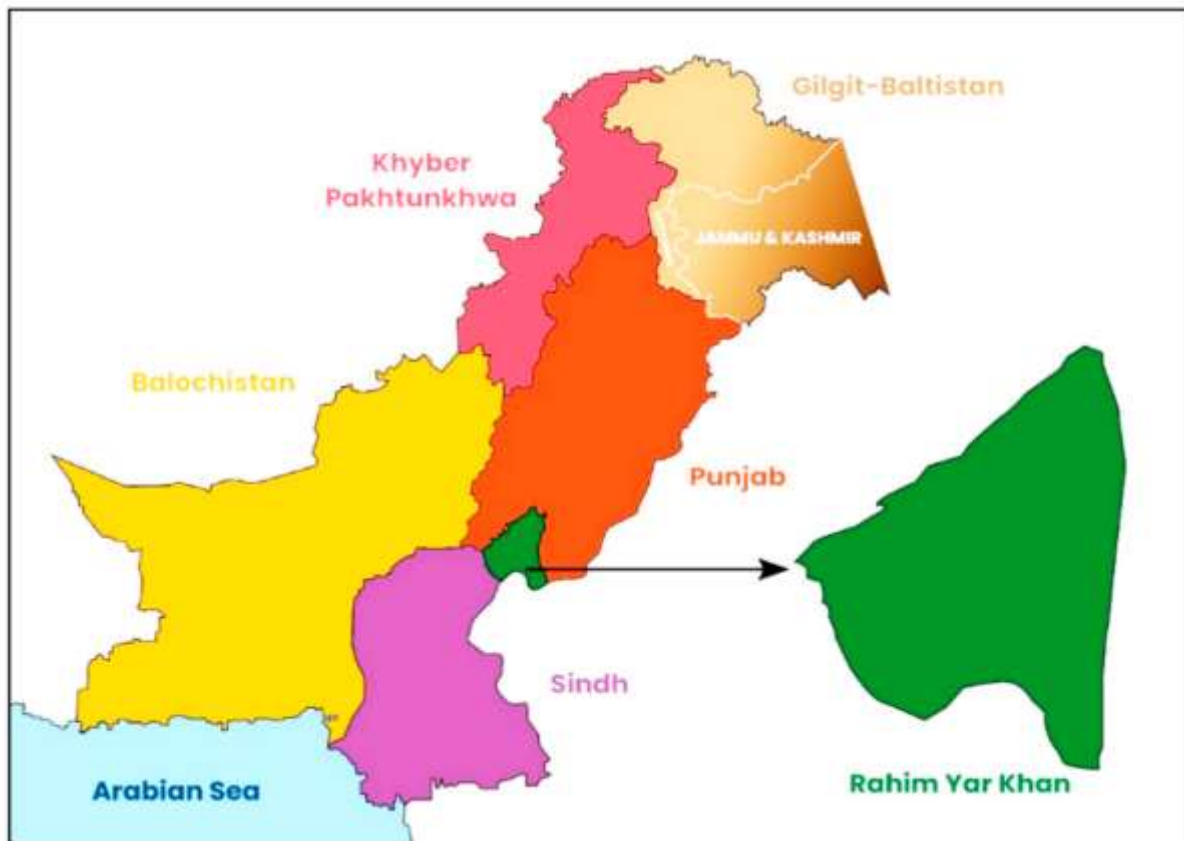 Gilgit-Baltistan
Khyber
Pakhtunkhwa
JAMMU & KASHMIR
Balochistan
Punjab
Sindh
Arabian Sea
Rahim Yar Khan